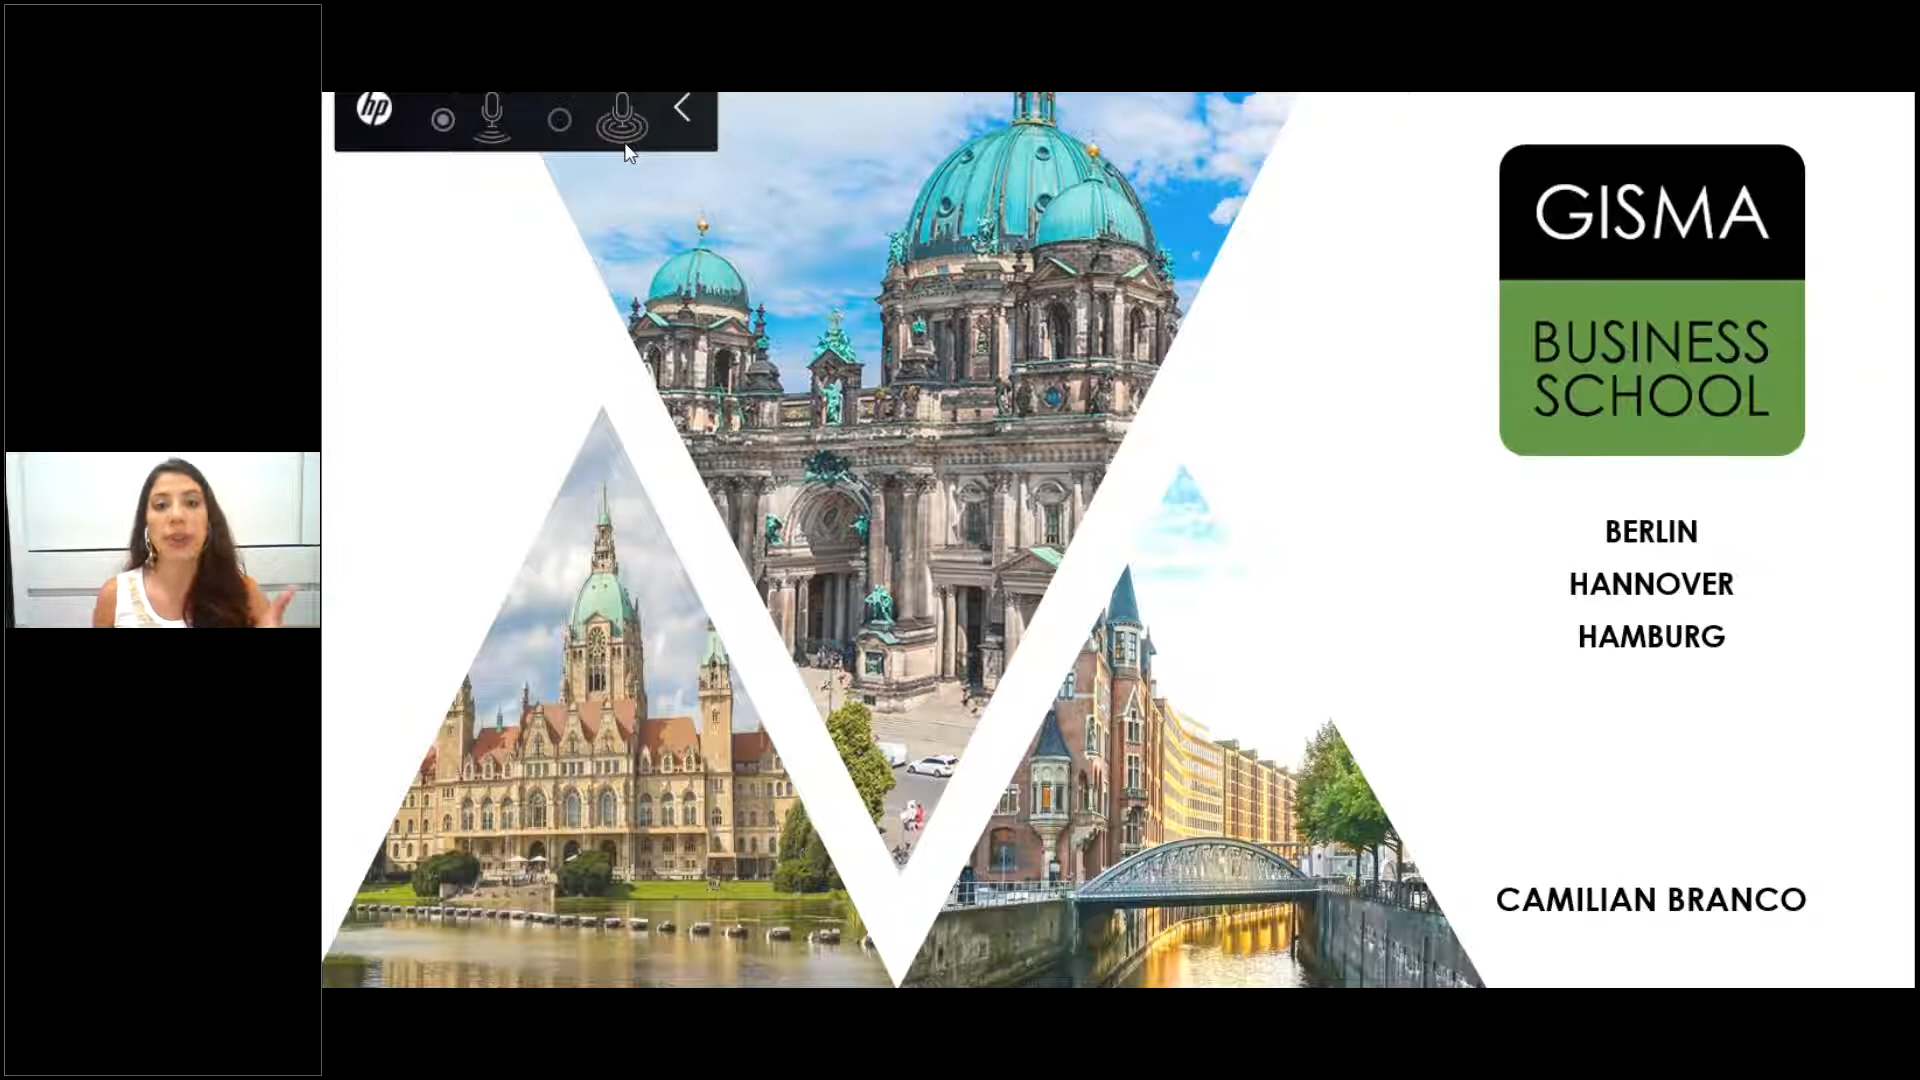 hp
GISMA
BUSINESS
SCHOOL
BERLIN
HANNOVER
HAMBURG
CAMILIAN BRANCO